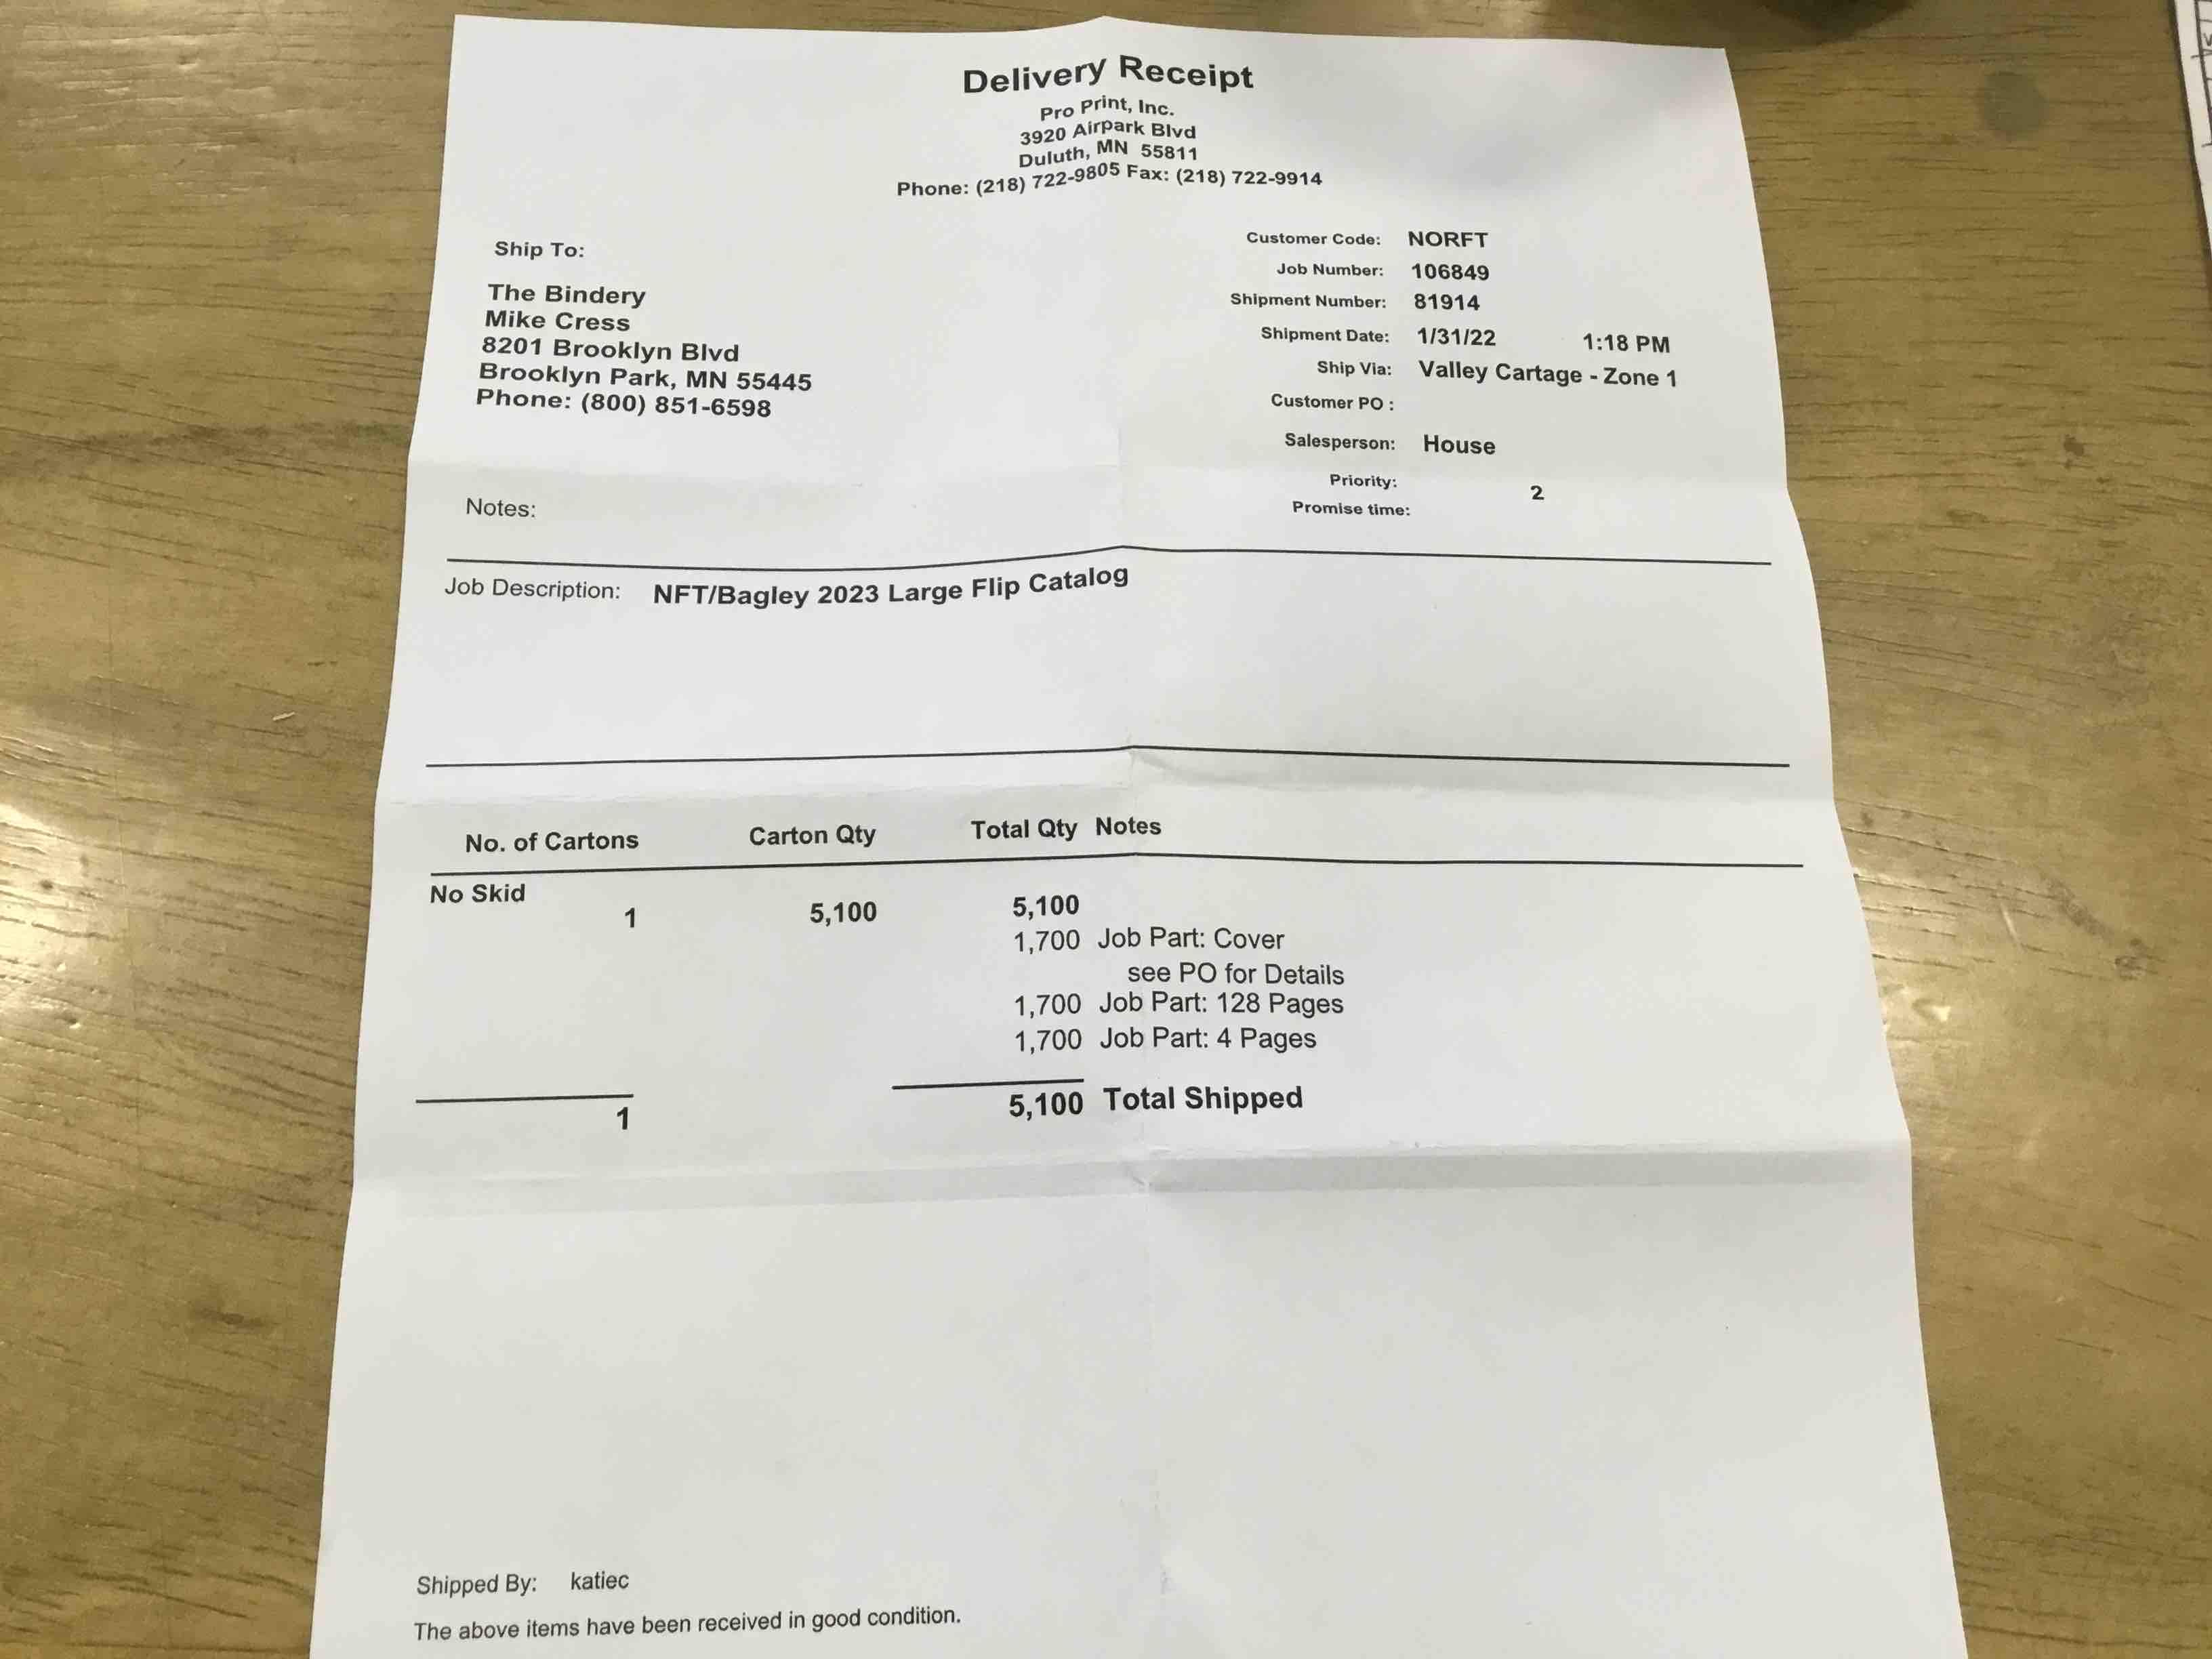 Delivery Receipt
Pro Print, Inc.
3920 Airpark Blvd
Duluth, MN 55811
Phone: (218) 722-9805 Fax: (218) 722-9914
Ship To:
The Bindery
Mike Cress
8201 Brooklyn Blvd
Brooklyn Park, MN 55445
Phone: (800) 851-6598
Customer Code: NORFT
Job Number: 106849
Shipment Number: 81914
Shipment Date: 1/31/22 1:18 PM
Ship Via: Valley Cartage - Zone 1
Customer PO :
Salesperson: House
Priority: 2
Promise time:
Notes:
Job Description: NFT/Bagley 2023 Large Flip Catalog
No. of Cartons Carton Qty Total Qty Notes
No Skid
1 5,100 5,100
1,700 Job Part: Cover
see PO for Details
1,700 Job Part: 128 Pages
1,700 Job Part: 4 Pages
1 5,100 Total Shipped
Shipped By: katiec
The above items have been received in good condition.